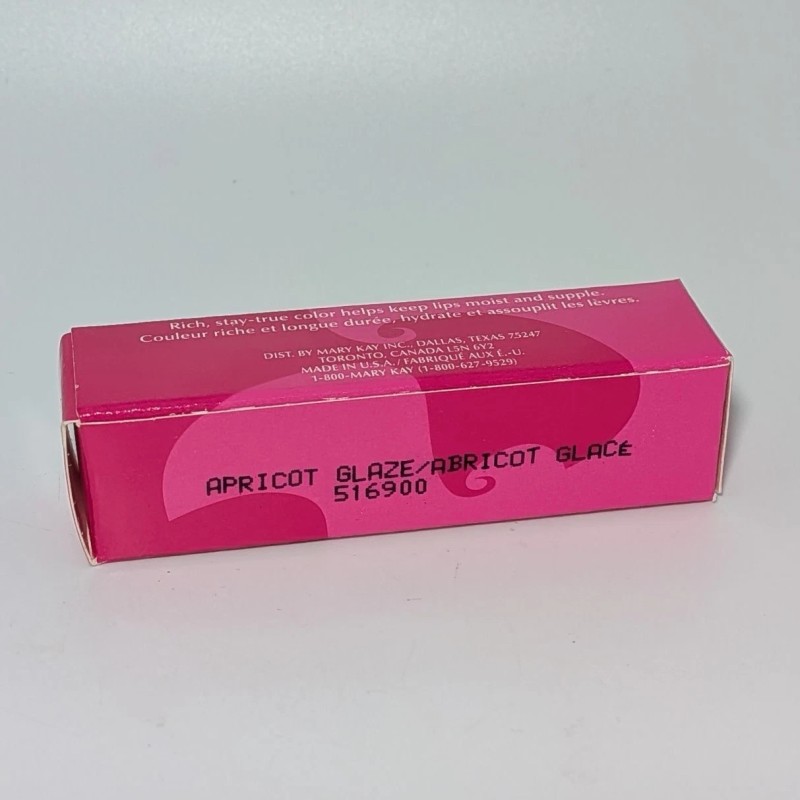 Rich, stay-true color helps keep lips moist and supple.
Couleur riche et longue durée, hydrate et assouplit les lèvres.
DIST. BY MARY KAY INC., DALLAS, TEXAS 75247
TORONTO, CANADA L5N 6Y2
MADE IN U.S.A./FABRIQUÉ AUX É.-U.
1-800-MARY KAY (1-800-627-9529)
APRICOT GLAZE/ABRICOT GLACÉ
516900